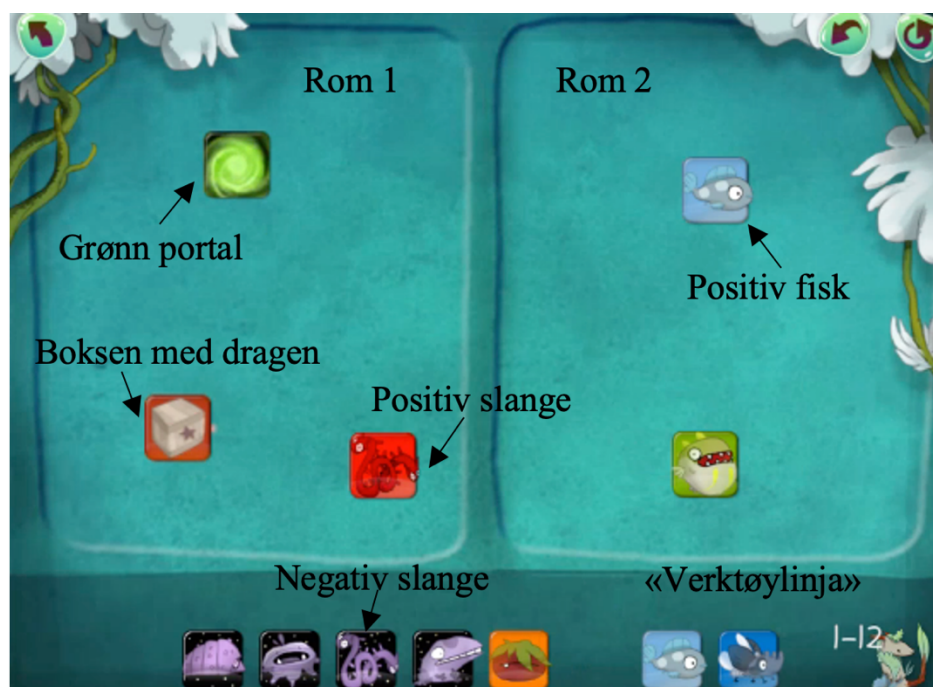 Rom 1
Rom 2
Grønn portal
Positiv fisk
Boksen med dragen
Positiv slange
Negativ slange
«Verktøylinja»
1-12